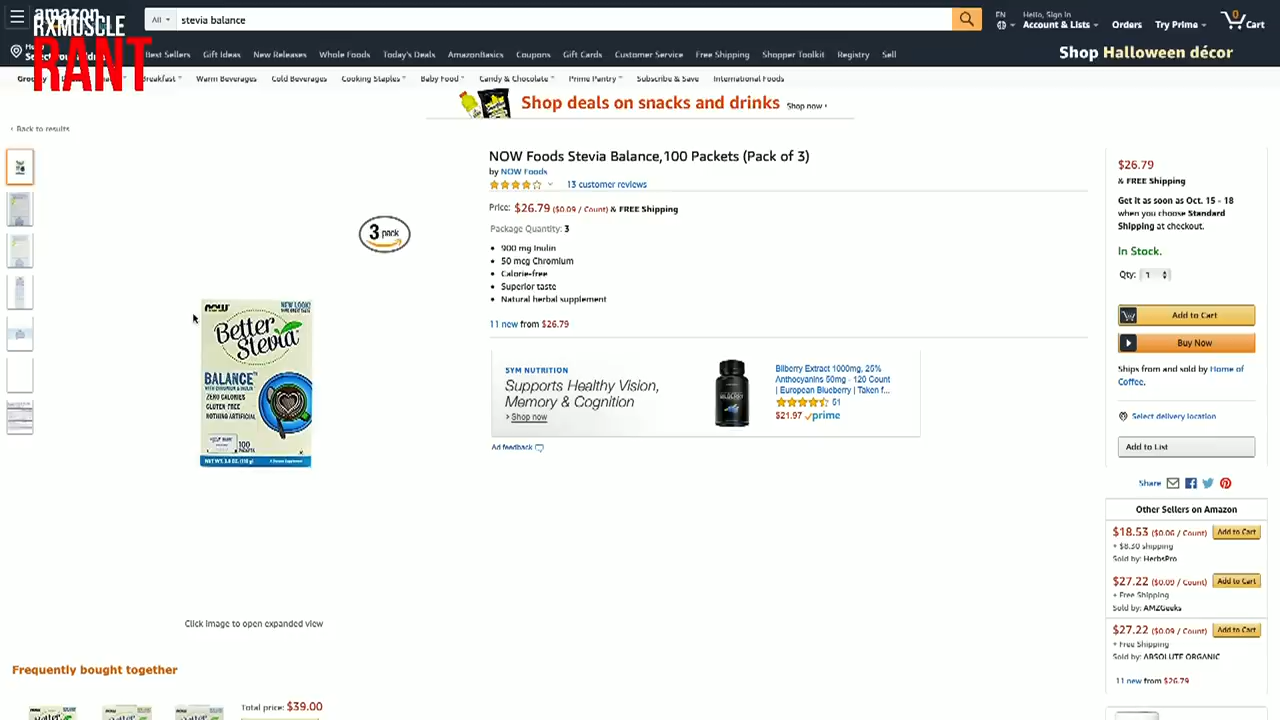 amazon
RXMUSCLE
RANT
All
stevia balance
EN
Hello, Sign in
Account & Lists
Orders
Try Prime
0
Cart
Best Sellers
Gift Ideas
New Releases
Whole Foods
Today's Deals
AmazonBasics
Coupons
Gift Cards
Customer Service
Free Shipping
Shopper Toolkit
Registry
Sell
Shop Halloween décor
Breakfast
Warm Beverages
Cold Beverages
Cooking Staples
Baby Food
Candy & Chocolate
Prime Pantry
Subscribe & Save
International Foods
Shop deals on snacks and drinks
Shop now ›
‹ Back to results
3 pack
now
NEW LOOK!
Better Stevia
BALANCE
WITH CHROMIUM & INULIN
ZERO CALORIES
GLUTEN FREE
NOTHING ARTIFICIAL
100
PACKETS
Click image to open expanded view
NOW Foods Stevia Balance,100 Packets (Pack of 3)
by NOW Foods
13 customer reviews
Price: $26.79 ($0.09 / Count) & FREE Shipping
Package Quantity: 3
• 900 mg Inulin
• 50 mcg Chromium
• Calorie-free
• Superior taste
• Natural herbal supplement
11 new from $26.79
SYM NUTRITION
Supports Healthy Vision,
Memory & Cognition
› Shop now
Bilberry Extract 1000mg, 25%
Anthocyanins 50mg - 120 Count
| European Blueberry | Taken f...
61
$21.97 prime
Ad feedback
$26.79
& FREE Shipping
Get it as soon as Oct. 15 - 18
when you choose Standard
Shipping at checkout.
In Stock.
Qty: 1
Add to Cart
Buy Now
Ships from and sold by Home of
Coffee.
Select delivery location
Add to List
Share
Other Sellers on Amazon
$18.53 ($0.06 / Count)
Add to Cart
+ $8.30 shipping
Sold by: HerbsPro
$27.22 ($0.09 / Count)
Add to Cart
+ Free Shipping
Sold by: AMZGeeks
$27.22 ($0.09 / Count)
Add to Cart
+ Free Shipping
Sold by: ABSOLUTE ORGANIC
11 new from $26.79
Frequently bought together
Total price: $39.00